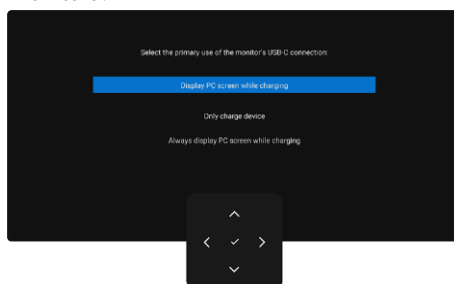 Select the primary use of the monitor's USB-C connection:
Display PC screen while charging
Only charge device
Always display PC screen while charging